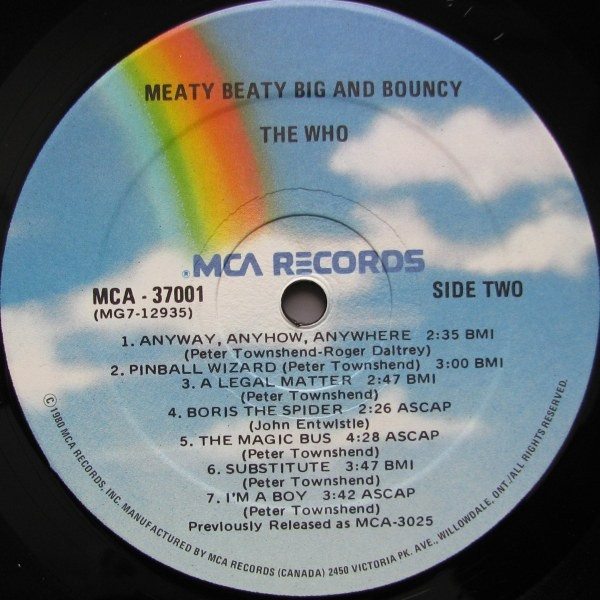 MEATY BEATY BIG AND BOUNCY
THE WHO
® MCA RECORDS
MCA - 37001
(MG7-12935)
SIDE TWO
1. ANYWAY, ANYHOW, ANYWHERE 2:35 BMI
(Peter Townshend-Roger Daltrey)
2. PINBALL WIZARD (Peter Townshend) 3:00 BMI
3. A LEGAL MATTER 2:47 BMI
(Peter Townshend)
4. BORIS THE SPIDER 2:26 ASCAP
(John Entwistle)
5. THE MAGIC BUS 4:28 ASCAP
(Peter Townshend)
6. SUBSTITUTE 3:47 BMI
(Peter Townshend)
7. I'M A BOY 3:42 ASCAP
(Peter Townshend)
Previously Released as MCA-3025
©1980 MCA RECORDS, INC. MANUFACTURED BY MCA RECORDS (CANADA) 2450 VICTORIA PK. AVE., WILLOWDALE, ONT./ALL RIGHTS RESERVED.